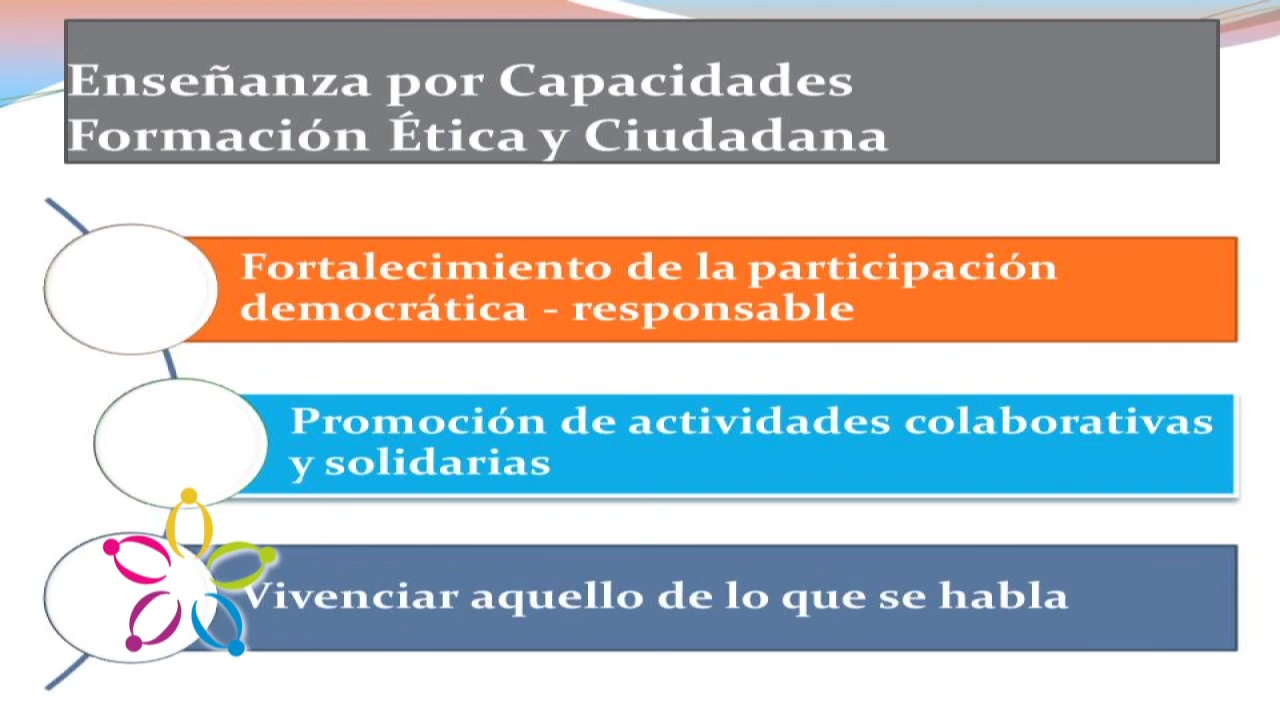 Enseñanza por Capacidades
Formación Ética y Ciudadana
Fortalecimiento de la participación
democrática - responsable
Promoción de actividades colaborativas
y solidarias
Vivenciar aquello de lo que se habla